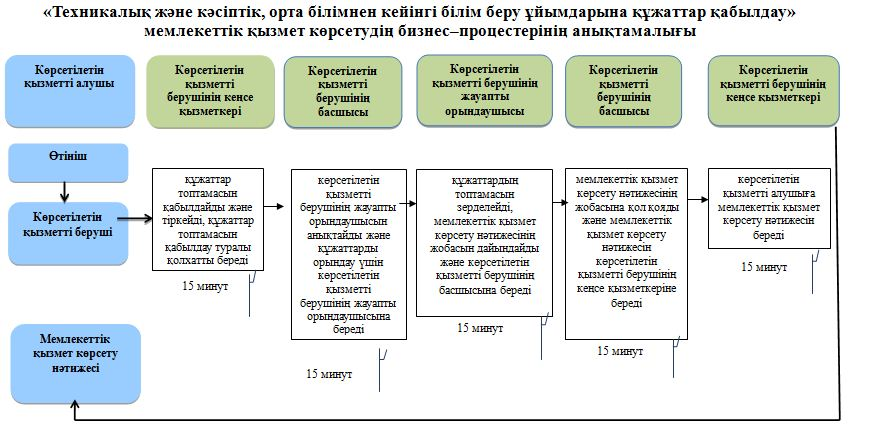 «Техникалық және кәсіптік, орта білімнен кейінгі білім беру ұйымдарына құжаттар қабылдау»
мемлекеттік қызмет көрсетудің бизнес–процестерінің анықтамалығы
Көрсетілетін
қызметті алушы
Көрсетілетін
қызметті
берушінің кеңсе
қызметкері
Көрсетілетін
қызметті
берушінің
басшысы
Көрсетілетін
қызметті берушінің
жауапты
орындаушысы
Көрсетілетін
қызметті
берушінің
басшысы
Көрсетілетін
қызметті берушінің
кеңсе қызметкері
Өтініш
Көрсетілетін
қызметті беруші
құжаттар
топтамасын
қабылдайды және
тіркейді, құжаттар
топтамасын
қабылдау туралы
қолхатты береді
15 минут
көрсетілетін
қызметті
берушінің жауапты
орындаушысын
анықтайды және
құжаттарды
орындау үшін
көрсетілетін
қызметті
берушінің жауапты
орындаушысына
береді
15 минут
құжаттардың
топтамасын
зерделейді,
мемлекеттік қызмет
көрсету нәтижесінің
жобасын дайындайды
және көрсетілетін
қызметті берушінің
басшысына береді
15 минут
мемлекеттік қызмет
көрсету нәтижесінің
жобасына қол қояды
және мемлекеттік
қызмет көрсету
нәтижесін
көрсетілетін
қызметті берушінің
кеңсе қызметкеріне
береді
15 минут
көрсетілетін
қызметті алушыға
мемлекеттік қызмет
көрсету нәтижесін
береді
15 минут
Мемлекеттік
қызмет көрсету
нәтижесі